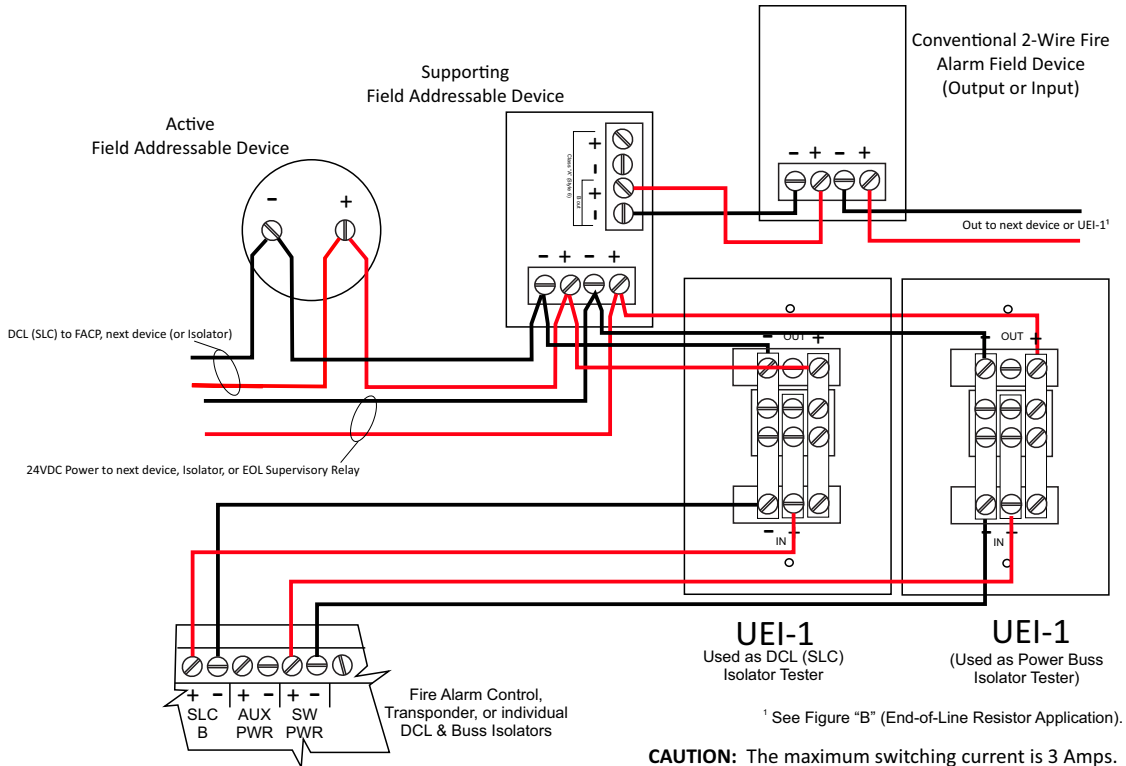 Conventional 2-Wire Fire
Alarm Field Device
(Output or Input)
Supporting
Field Addressable Device
Active
Field Addressable Device
- +
+
-
+
-
Class "A" (Style 6)
B out
- + - +
- + - +
Out to next device or UEI-1¹
DCL (SLC) to FACP, next device (or Isolator)
24VDC Power to next device, Isolator, or EOL Supervisory Relay
- OUT +
- OUT +
- +
IN
- +
IN
UEI-1
Used as DCL (SLC)
Isolator Tester
UEI-1
(Used as Power Buss
Isolator Tester)
+ - + - + -
SLC AUX SW
B PWR PWR
Fire Alarm Control,
Transponder, or individual
DCL & Buss Isolators
¹ See Figure “B” (End-of-Line Resistor Application).
CAUTION: The maximum switching current is 3 Amps.